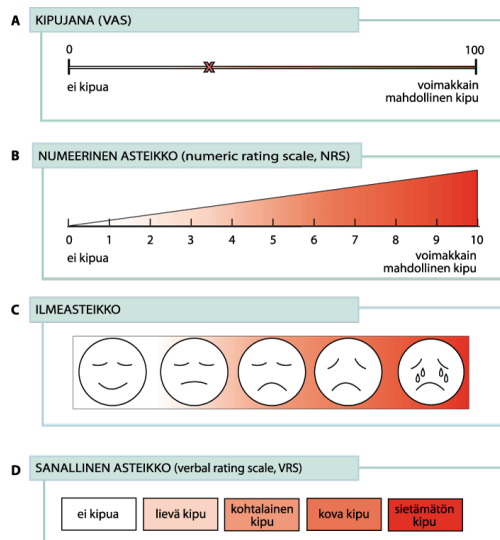 A KIPUJANA (VAS)
0 100
X
ei kipua voimakkain
mahdollinen kipu
B NUMEERINEN ASTEIKKO (numeric rating scale, NRS)
0 1 2 3 4 5 6 7 8 9 10
ei kipua voimakkain
mahdollinen kipu
C ILMEASTEIKKO
D SANALLINEN ASTEIKKO (verbal rating scale, VRS)
ei kipua lievä kipu kohtalainen kipu kova kipu sietämätön kipu